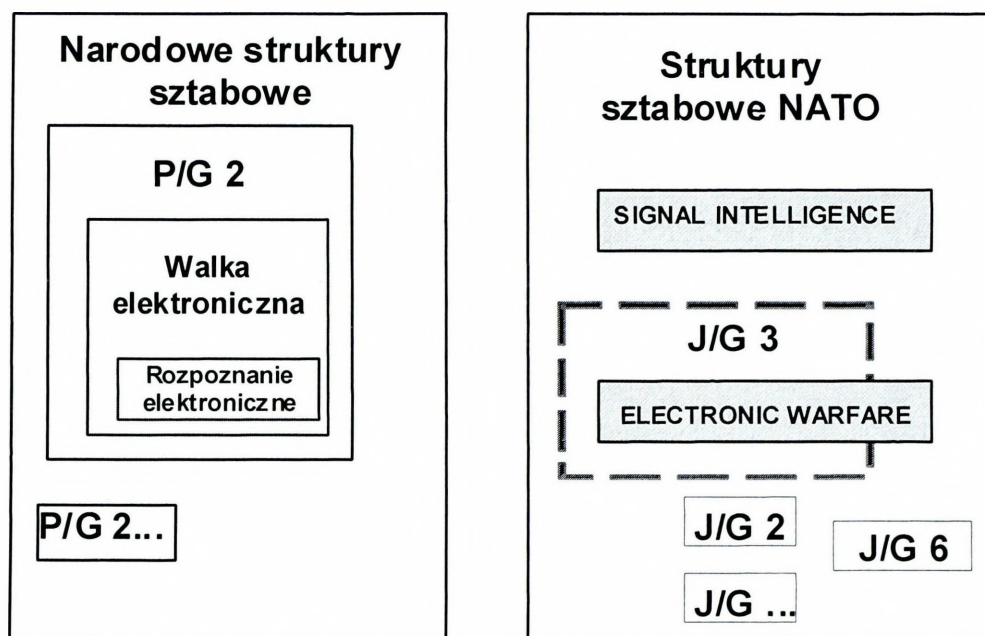 Narodowe struktury
sztabowe
P/G 2
Walka
elektroniczna
Rozpoznanie
elektroniczne
P/G 2...
Struktury
sztabowe NATO
SIGNAL INTELLIGENCE
J/G 3
ELECTRONIC WARFARE
J/G 2
J/G 6
J/G ...